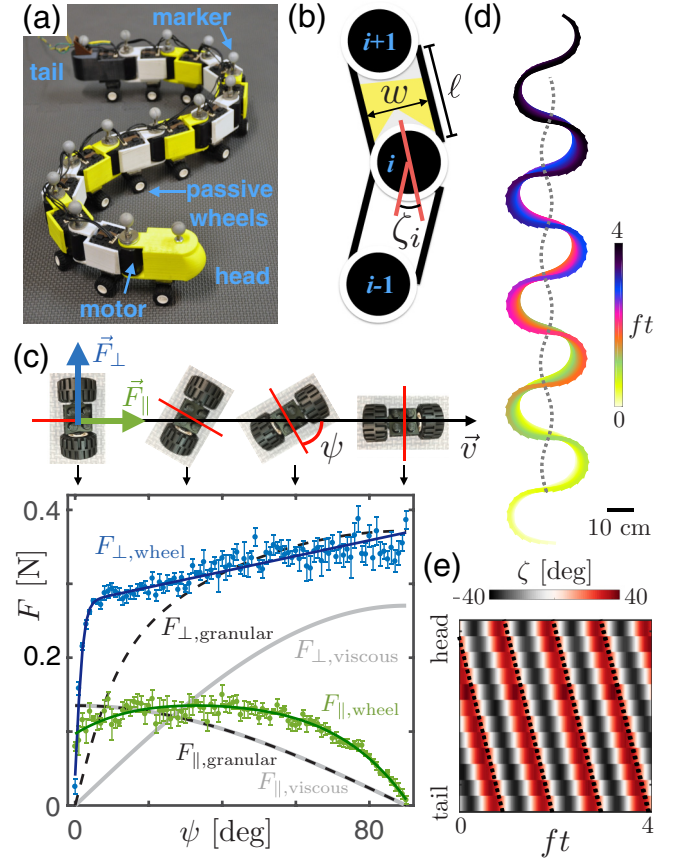 (a)
marker
tail
passive
wheels
head
motor
(b)
i+1
w
ℓ
i
ζi
i-1
(c)
F⃗⊥
F⃗∥
ψ
v⃗
0.4
0.2
0
F [N]
F⊥,wheel
F⊥,granular
F⊥,viscous
F∥,wheel
F∥,granular
F∥,viscous
0
80
ψ [deg]
(d)
4
ft
0
10 cm
(e)
ζ [deg]
-40
40
head
tail
0
2
4
ft